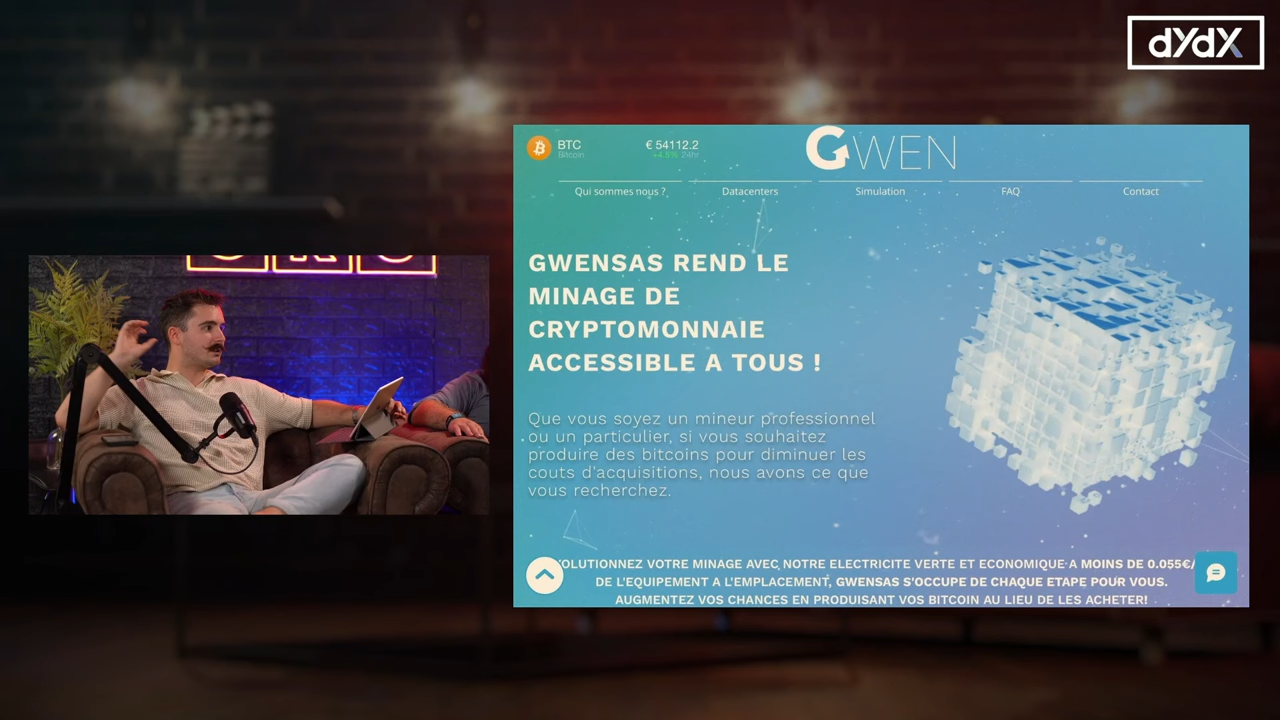 dYdX
BTC
Bitcoin
€ 54112.2
24hr
GWEN
Qui sommes nous ?
Datacenters
Simulation
FAQ
Contact
GWENSAS REND LE
MINAGE DE
CRYPTOMONNAIE
ACCESSIBLE A TOUS !
Que vous soyez un mineur professionnel
ou un particulier, si vous souhaitez
produire des bitcoins pour diminuer les
couts d'acquisitions, nous avons ce que
vous recherchez.
OLUTIONNEZ VOTRE MINAGE AVEC NOTRE ELECTRICITE VERTE ET ECONOMIQUE A MOINS DE 0.055€/
DE L'EQUIPEMENT A L'EMPLACEMENT, GWENSAS S'OCCUPE DE CHAQUE ETAPE POUR VOUS.
AUGMENTEZ VOS CHANCES EN PRODUISANT VOS BITCOIN AU LIEU DE LES ACHETER!